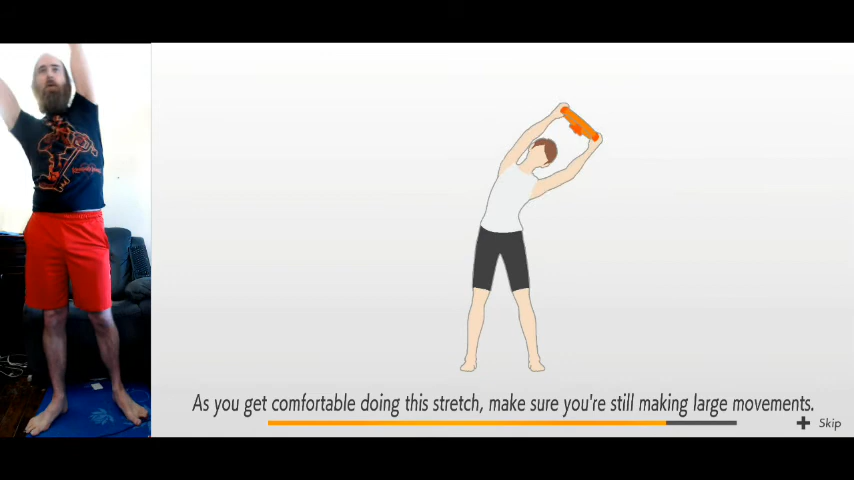 As you get comfortable doing this stretch, make sure you're still making large movements.
Skip